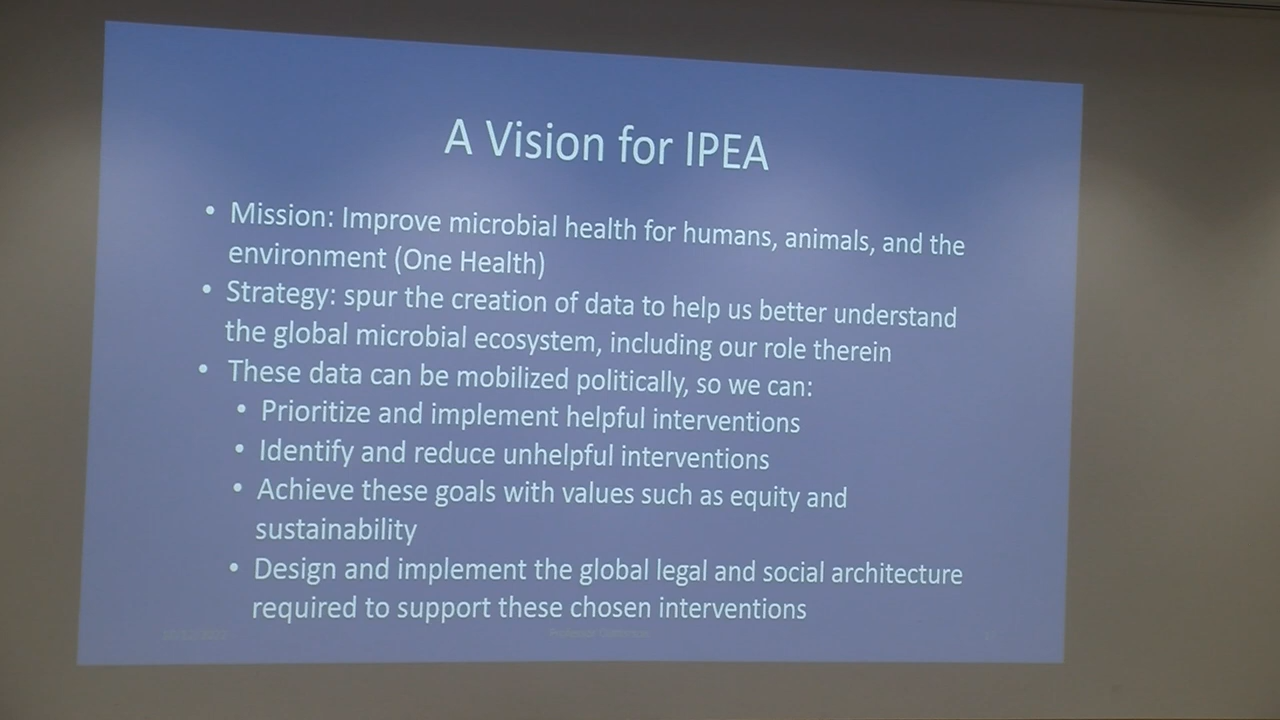 A Vision for IPEA
• Mission: Improve microbial health for humans, animals, and the
environment (One Health)
• Strategy: spur the creation of data to help us better understand
the global microbial ecosystem, including our role therein
• These data can be mobilized politically, so we can:
• Prioritize and implement helpful interventions
• Identify and reduce unhelpful interventions
• Achieve these goals with values such as equity and
sustainability
• Design and implement the global legal and social architecture
required to support these chosen interventions